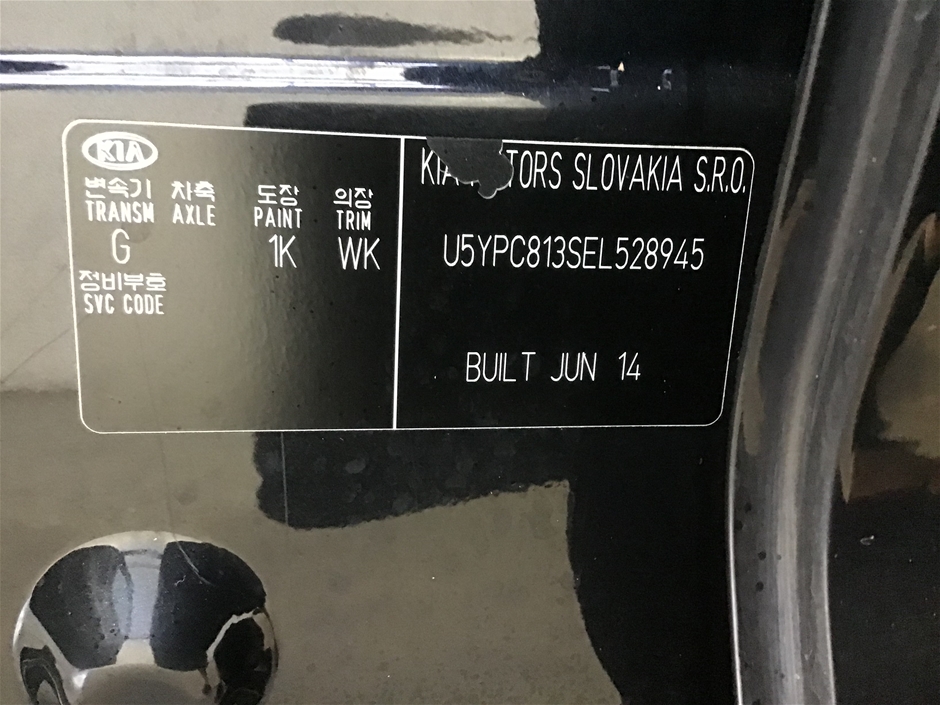 KIA
변속기 차축 도장 의장
TRANSM AXLE PAINT TRIM
G 1K WK
정비부호
SVC CODE
SLOVAKIA S.R.O.
U5YPC813SEL528945
BUILT JUN 14